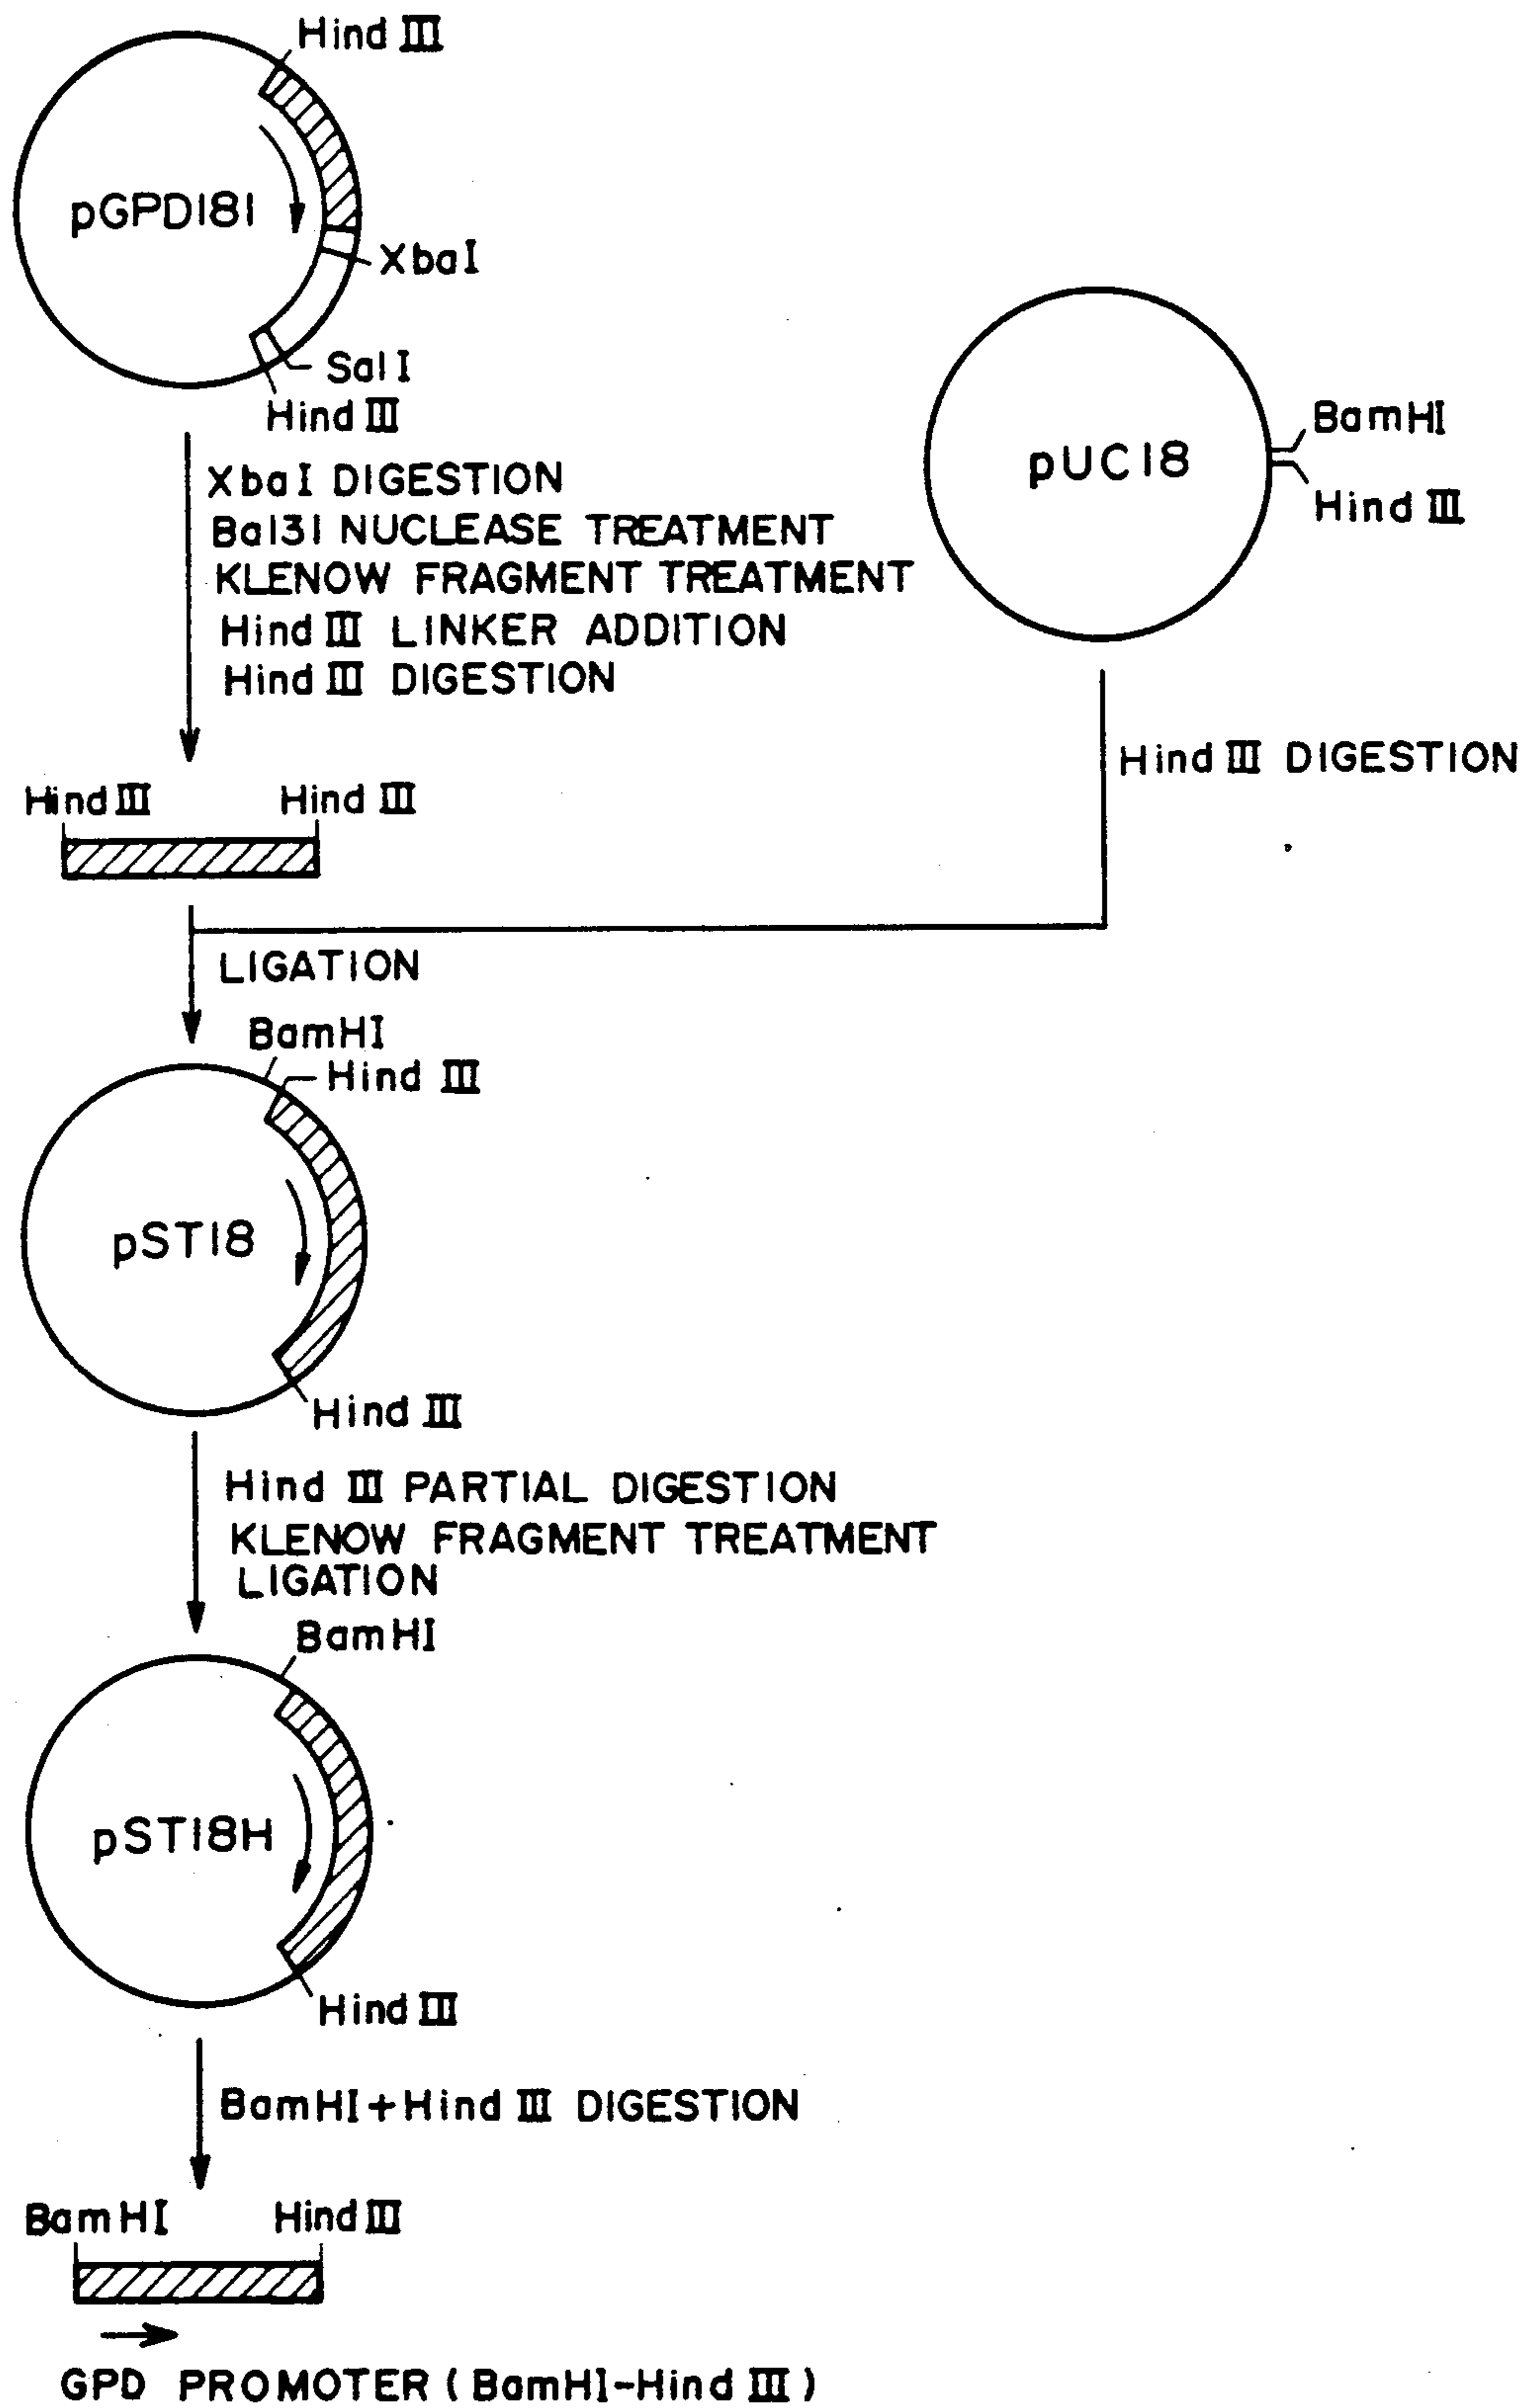 Hind III
pGPD181
XbaI
SalI
Hind III
XbaI DIGESTION
Bal31 NUCLEASE TREATMENT
KLENOW FRAGMENT TREATMENT
Hind III LINKER ADDITION
Hind III DIGESTION
pUC18
BamHI
Hind III
Hind III DIGESTION
Hind III Hind III
LIGATION
BamHI
Hind III
pST18
Hind III
Hind III PARTIAL DIGESTION
KLENOW FRAGMENT TREATMENT
LIGATION
BamHI
pST18H
Hind III
BamHI+Hind III DIGESTION
BamHI Hind III
GPD PROMOTER (BamHI-Hind III)